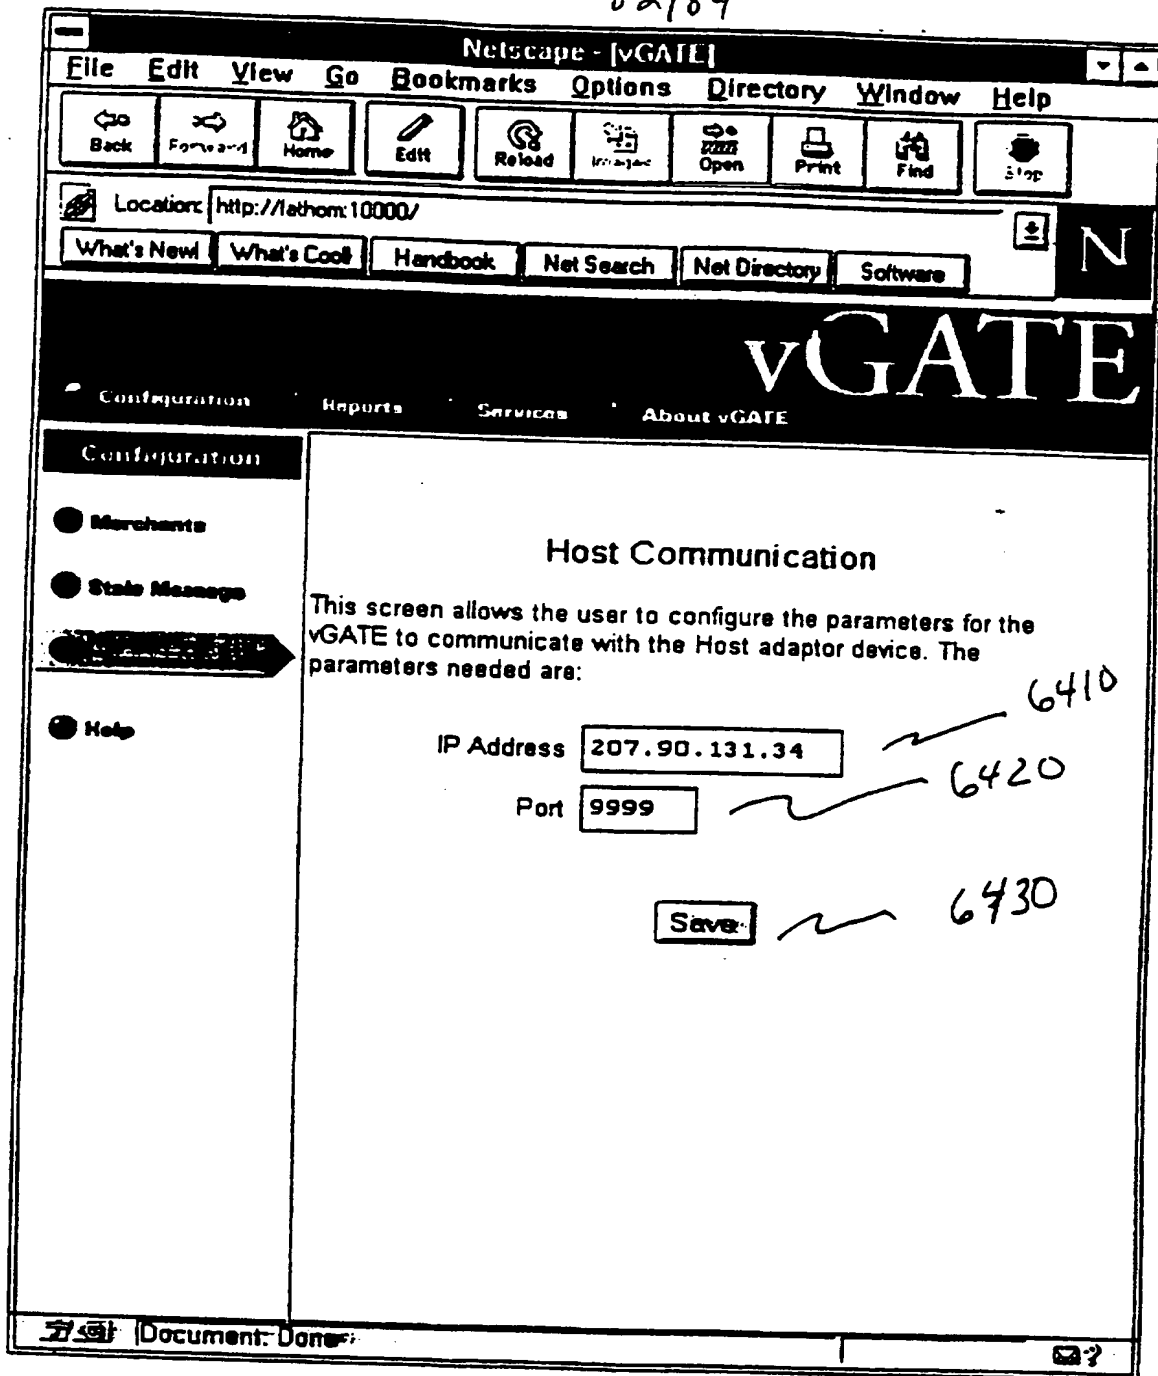 Netscape - [vGATE]
File Edit View Go Bookmarks Options Directory Window Help
Back Forward Home Edit Reload Images Open Print Find Stop
Location: http://lathom:10000/
What's New! What's Cool! Handbook Net Search Net Directory Software
N
vGATE
Configuration Reports Services About vGATE
Configuration
Merchants
Stale Message
Help
Host Communication
This screen allows the user to configure the parameters for the
vGATE to communicate with the Host adaptor device. The
parameters needed are:
IP Address 207.90.131.34
6410
Port 9999
6420
Save
6430
Document: Done